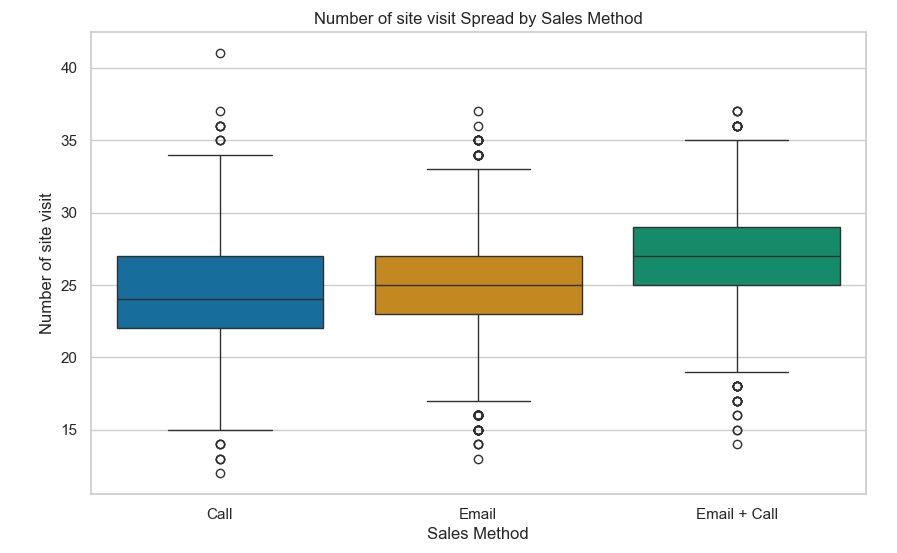 Number of site visit Spread by Sales Method
Number of site visit
40
35
30
25
20
15
Call
Email
Email + Call
Sales Method